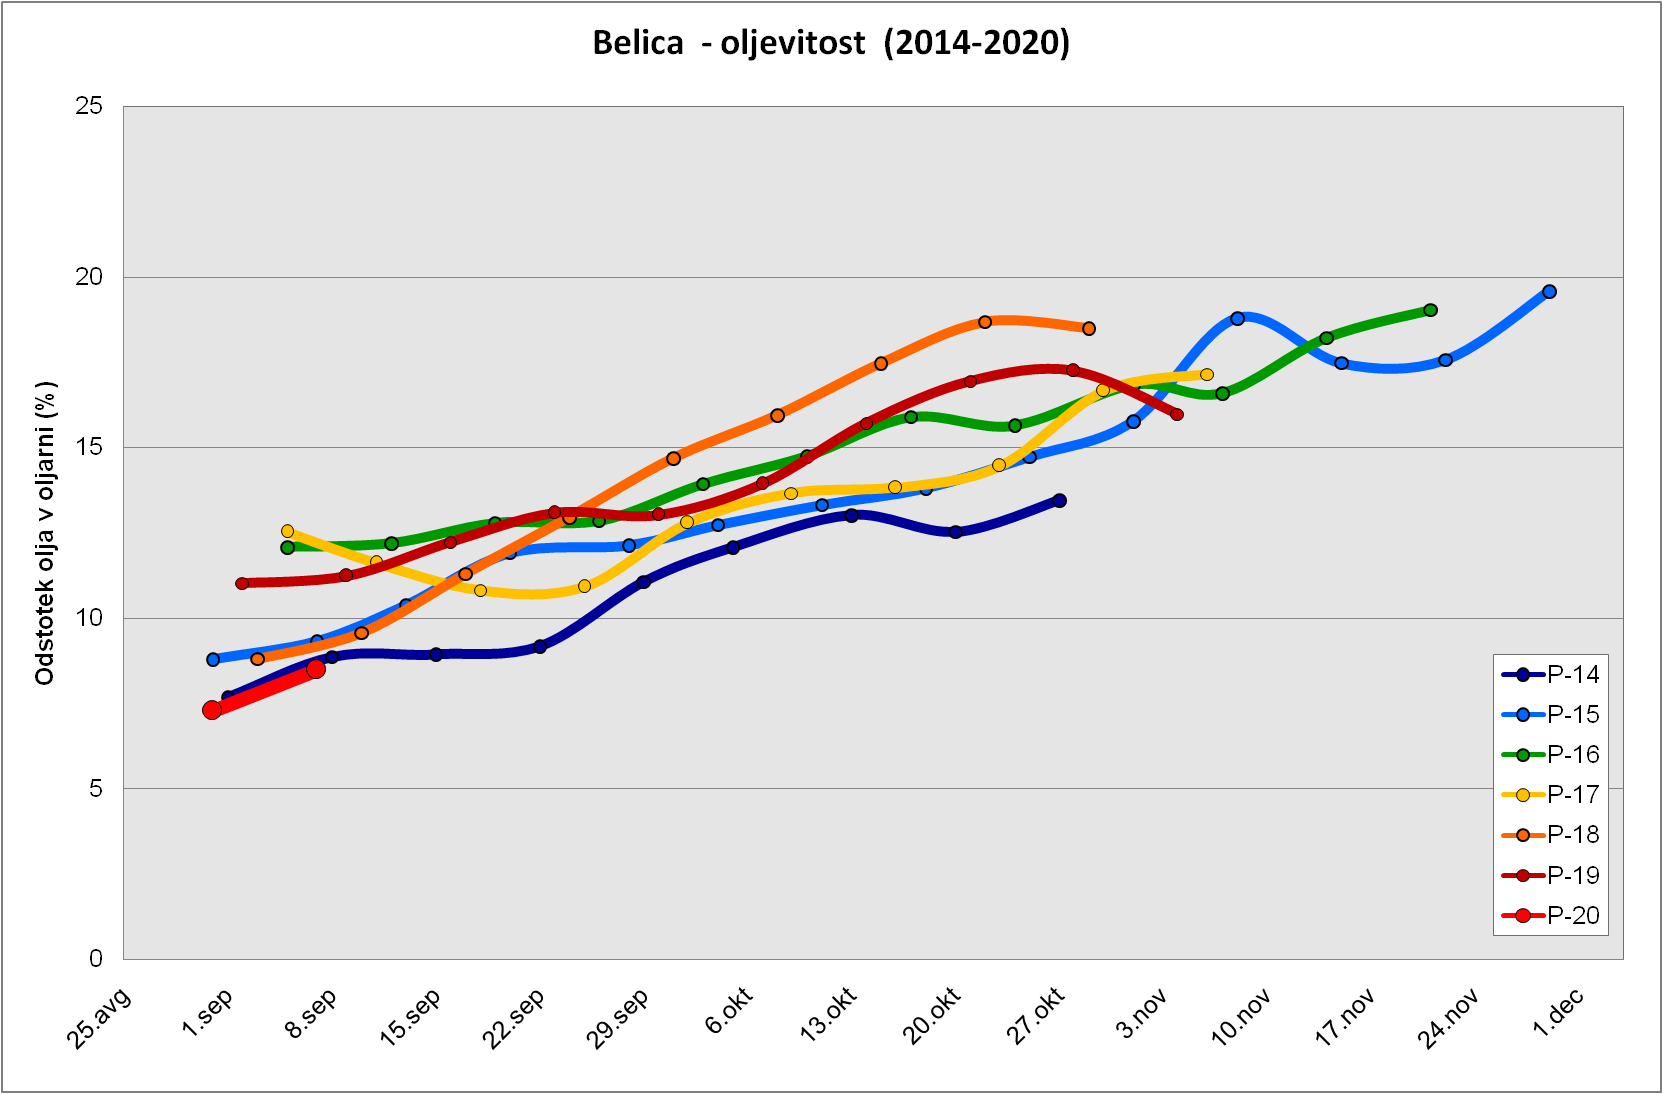 Belica - oljevitost (2014-2020)
Odstotek olja v oljarni (%)
25
20
15
10
5
0
25.avg
1.sep
8.sep
15.sep
22.sep
29.sep
6.okt
13.okt
20.okt
27.okt
3.nov
10.nov
17.nov
24.nov
1.dec
P-14
P-15
P-16
P-17
P-18
P-19
P-20